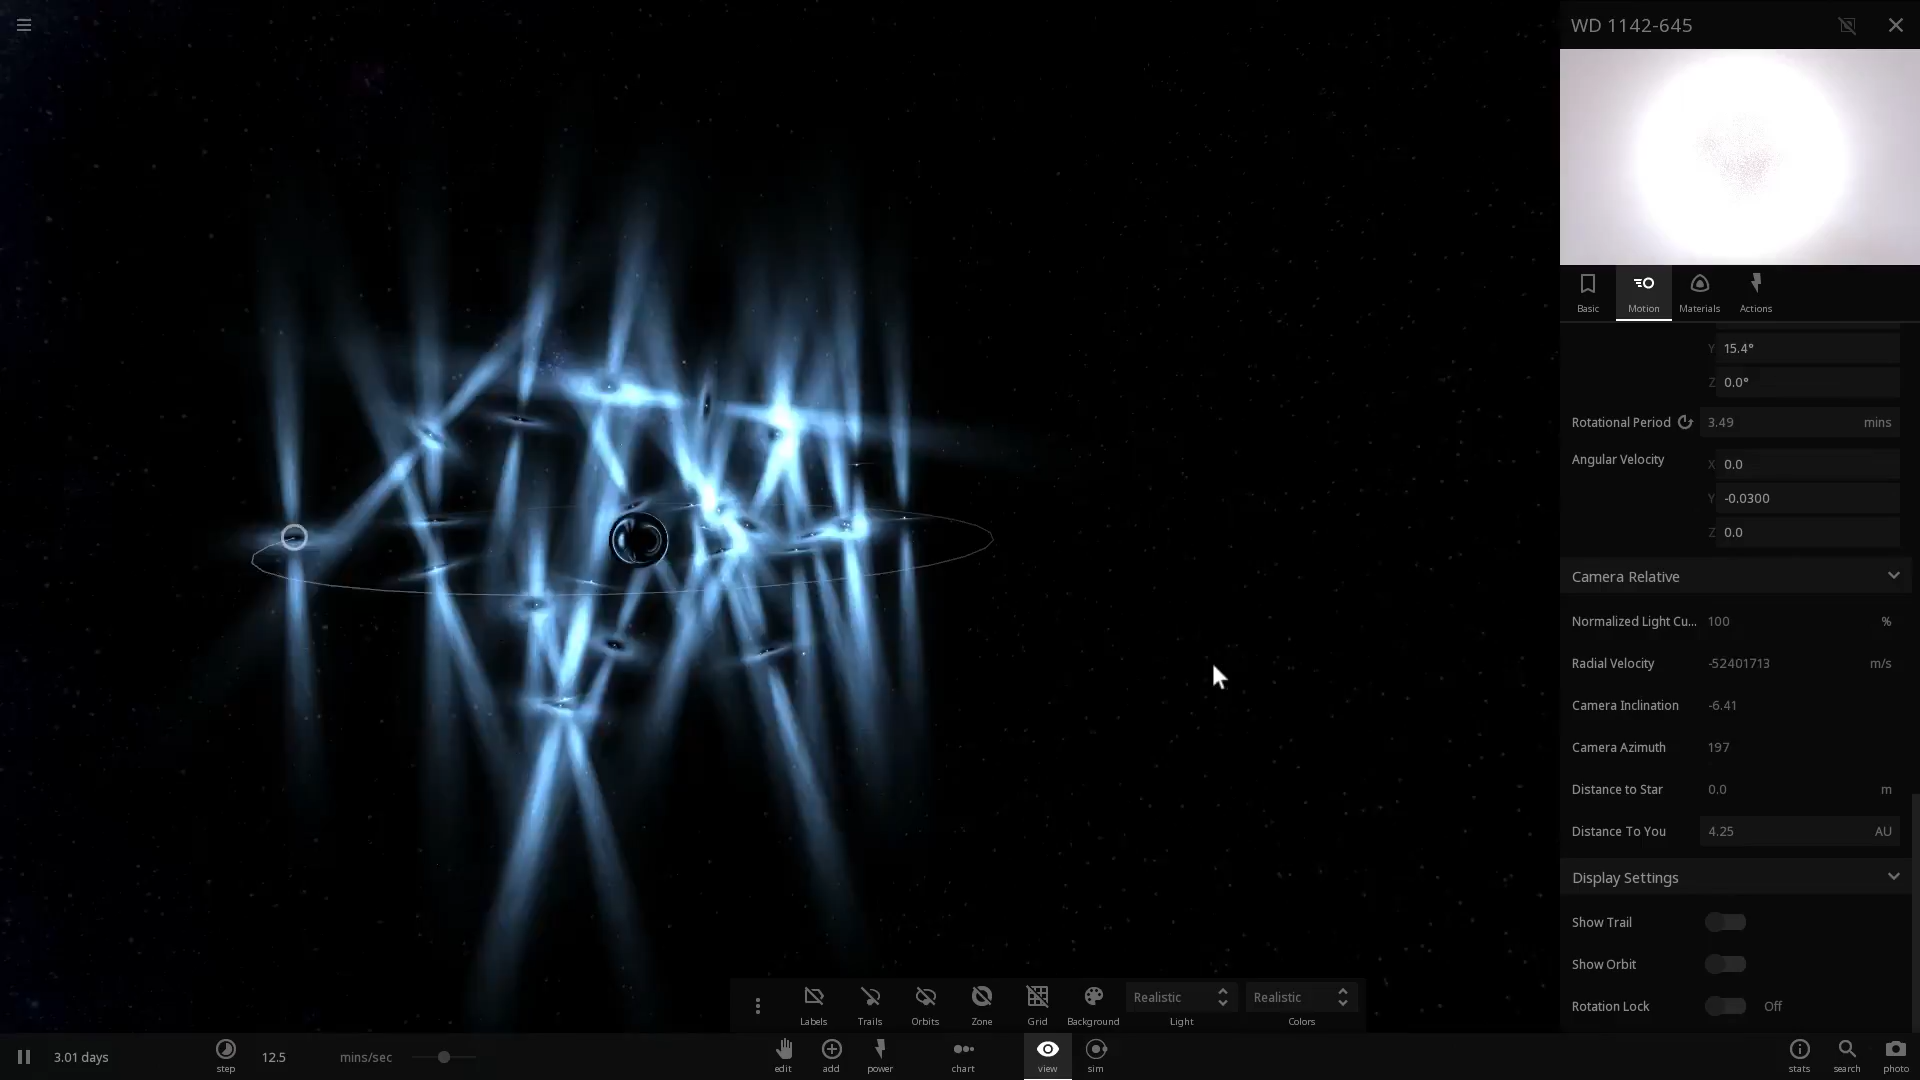 WD 1142-645
Basic
Motion
Materials
Actions
Y 15.4°
Z 0.0°
Rotational Period 3.49 mins
Angular Velocity X 0.0
Y -0.0300
Z 0.0
Camera Relative
Normalized Light Cu... 100 %
Radial Velocity -52401713 m/s
Camera Inclination -6.41
Camera Azimuth 197
Distance to Star 0.0 m
Distance To You 4.25 AU
Display Settings
Show Trail
Show Orbit
Rotation Lock Off
Realistic Realistic
Labels Trails Orbits Zone Grid Background Light Colors
3.01 days
step
12.5 mins/sec
edit add power chart view sim
stats search photo